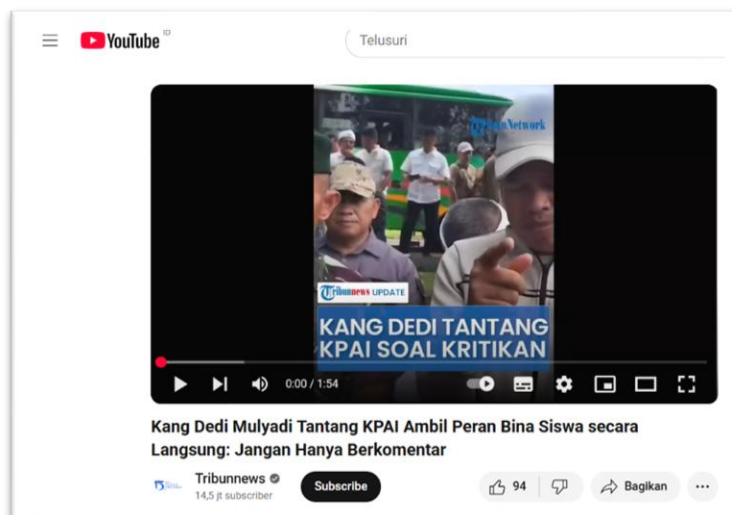 YouTube ID
Telusuri
TribunNetwork
Tribunnews UPDATE
KANG DEDI TANTANG
KPAI SOAL KRITIKAN
0:00 / 1:54
Kang Dedi Mulyadi Tantang KPAI Ambil Peran Bina Siswa secara
Langsung: Jangan Hanya Berkomentar
Tribunnews
14,5 jt subscriber
Subscribe
94
Bagikan